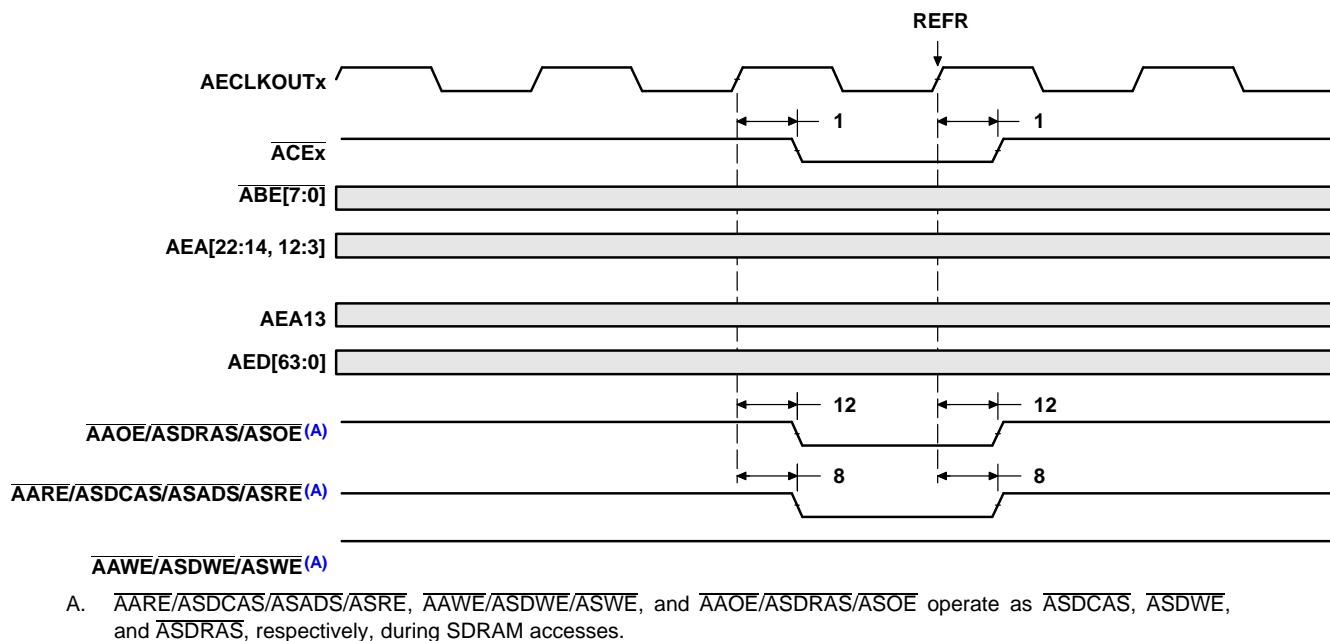 REFR
AECLKOUTx
1 1
ACEx
ABE[7:0]
AEA[22:14, 12:3]
AEA13
AED[63:0]
12 12
AAOE/ASDRAS/ASOE(A)
8 8
AARE/ASDCAS/ASADS/ASRE(A)
AAWE/ASDWE/ASWE(A)
A. AARE/ASDCAS/ASADS/ASRE, AAWE/ASDWE/ASWE, and AAOE/ASDRAS/ASOE operate as ASDCAS, ASDWE,
and ASDRAS, respectively, during SDRAM accesses.